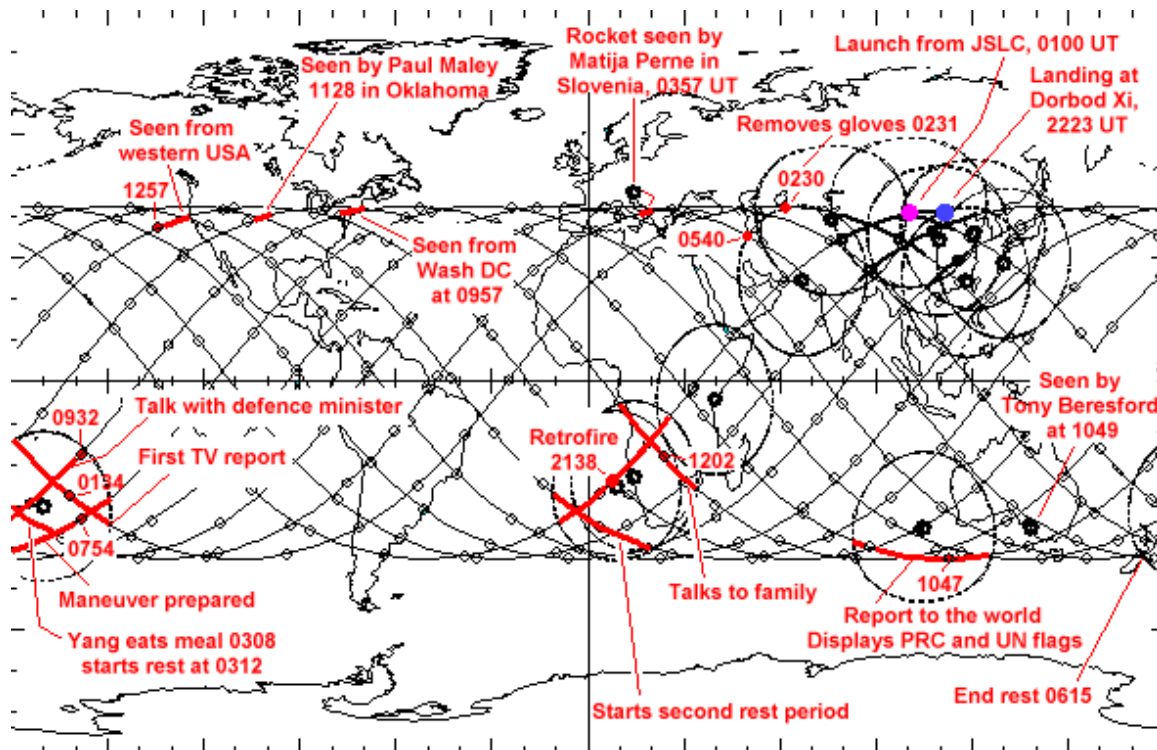 Launch from JSLC, 0100 UT
Rocket seen by
Matija Perne in
Slovenia, 0357 UT
Seen by Paul Maley
1128 in Oklahoma
Landing at
Dorbod Xi,
2223 UT
Seen from
western USA
Removes gloves 0231
1257
0230
0540
Seen from
Wash DC
at 0957
Seen by
Tony Beresford
at 1049
Talk with defence minister
0932
First TV report
Retrofire
2138
1202
0134
0754
1047
Maneuver prepared
Talks to family
Report to the world
Displays PRC and UN flags
Yang eats meal 0308
starts rest at 0312
End rest 0615
Starts second rest period